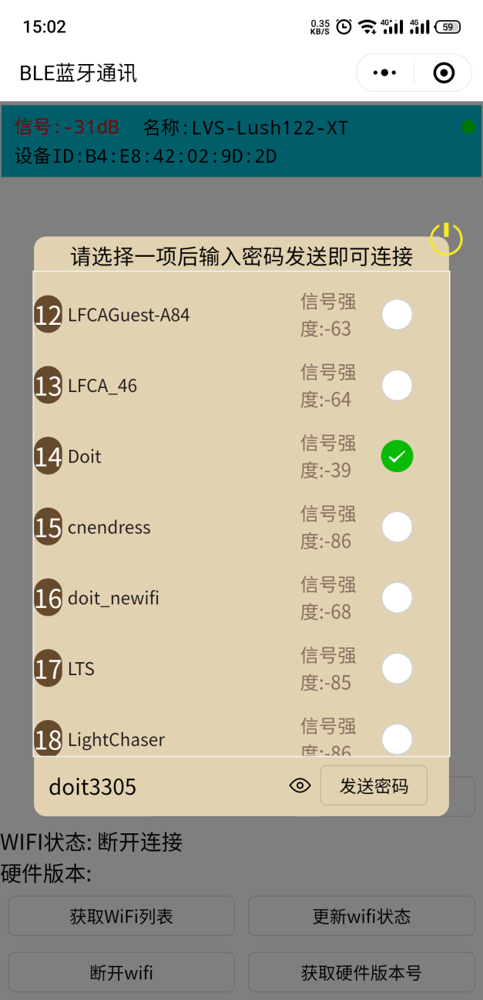 15:02
0.35
KB/S
4G+
4G
59
BLE蓝牙通讯
信号:-31dB 名称:LVS-Lush122-XT
设备ID:B4:E8:42:02:9D:2D
请选择一项后输入密码发送即可连接
12 LFCAGuest-A84 信号强
度:-63
13 LFCA_46 信号强
度:-64
14 Doit 信号强
度:-39
15 cnendress 信号强
度:-86
16 doit_newifi 信号强
度:-68
17 LTS 信号强
度:-85
18 LightChaser 信号强
度:-86
doit3305 发送密码
WIFI状态: 断开连接
硬件版本:
获取WiFi列表 更新wifi状态
断开wifi 获取硬件版本号